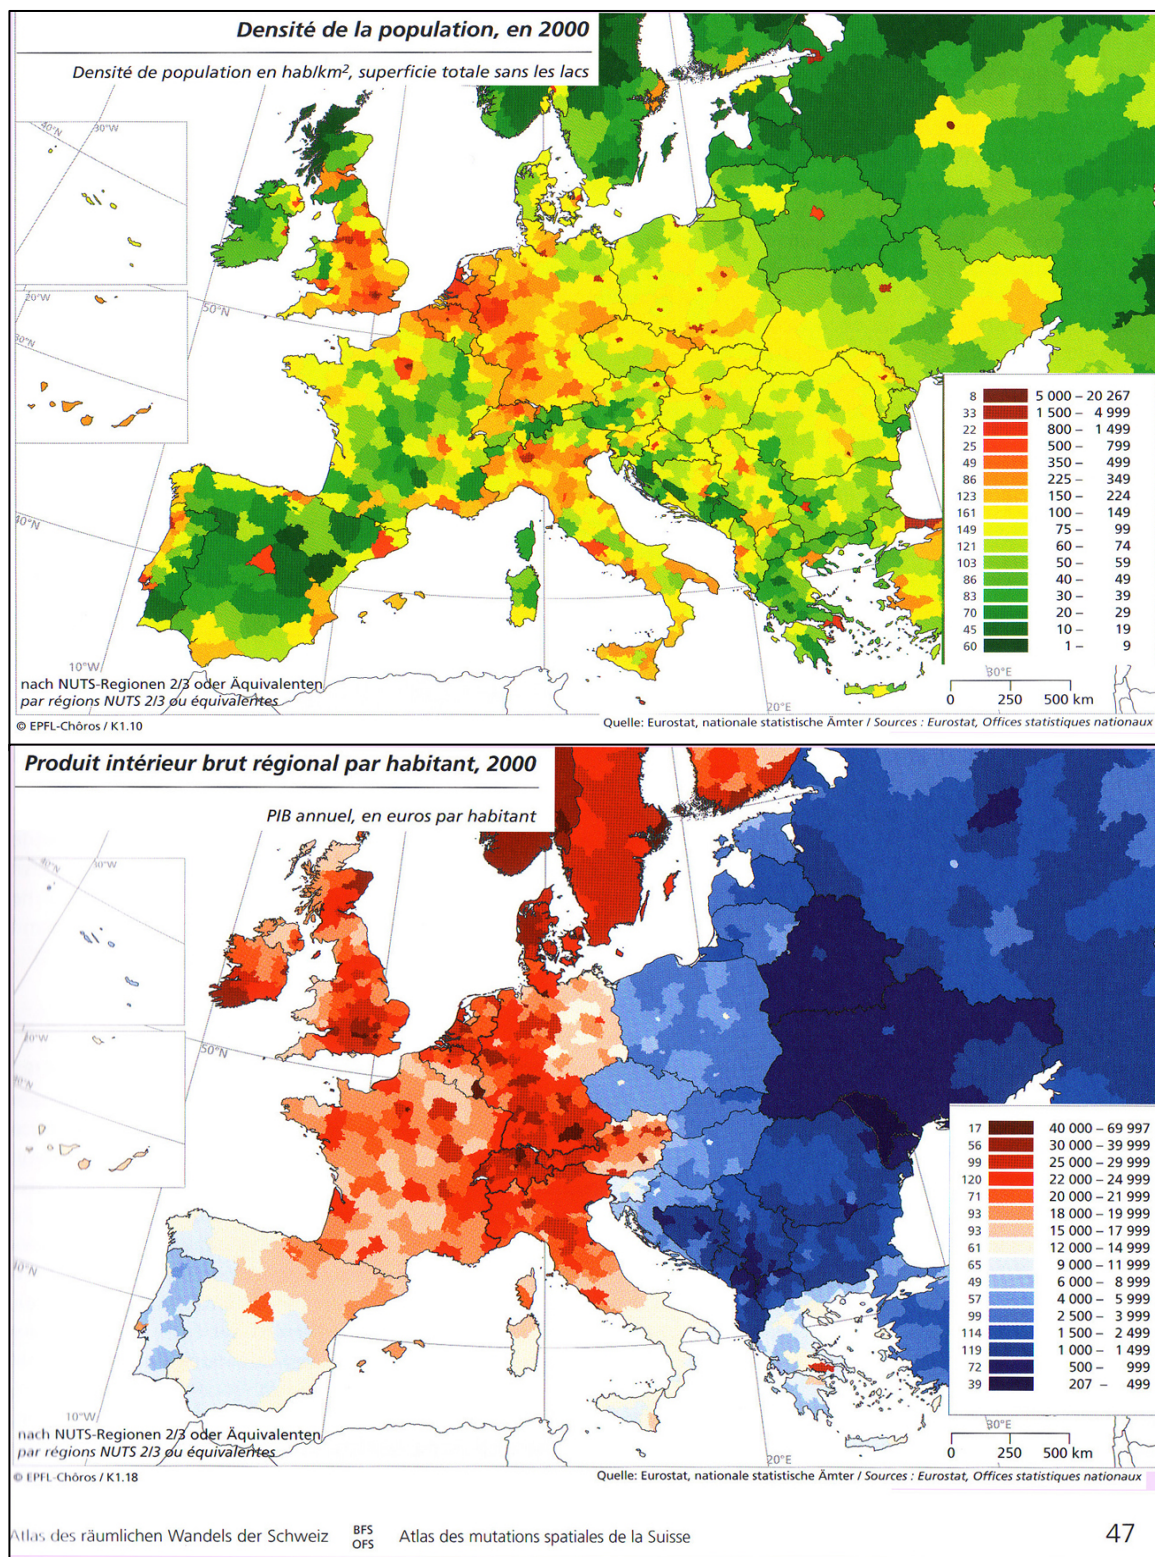 Densité de la population, en 2000
Densité de population en hab/km², superficie totale sans les lacs
40°N
30°W
20°W
30°N
50°N
40°N
10°W
8 5 000 – 20 267
33 1 500 – 4 999
22 800 – 1 499
25 500 – 799
49 350 – 499
86 225 – 349
123 150 – 224
161 100 – 149
149 75 – 99
121 60 – 74
103 50 – 59
86 40 – 49
83 30 – 39
70 20 – 29
45 10 – 19
60 1 – 9
30°E
0 250 500 km
20°E
nach NUTS-Regionen 2/3 oder Äquivalenten
par régions NUTS 2/3 ou équivalentes
© EPFL-Chôros / K1.10
Quelle: Eurostat, nationale statistische Ämter / Sources : Eurostat, Offices statistiques nationaux
Produit intérieur brut régional par habitant, 2000
PIB annuel, en euros par habitant
40°N
30°W
20°W
30°N
50°N
40°N
10°W
17 40 000 – 69 997
56 30 000 – 39 999
99 25 000 – 29 999
120 22 000 – 24 999
71 20 000 – 21 999
93 18 000 – 19 999
93 15 000 – 17 999
61 12 000 – 14 999
65 9 000 – 11 999
49 6 000 – 8 999
57 4 000 – 5 999
99 2 500 – 3 999
114 1 500 – 2 499
119 1 000 – 1 499
72 500 – 999
39 207 – 499
30°E
0 250 500 km
20°E
nach NUTS-Regionen 2/3 oder Äquivalenten
par régions NUTS 2/3 ou équivalentes
© EPFL-Chôros / K1.18
Quelle: Eurostat, nationale statistische Ämter / Sources : Eurostat, Offices statistiques nationaux
Atlas des räumlichen Wandels der Schweiz BFS OFS Atlas des mutations spatiales de la Suisse 47